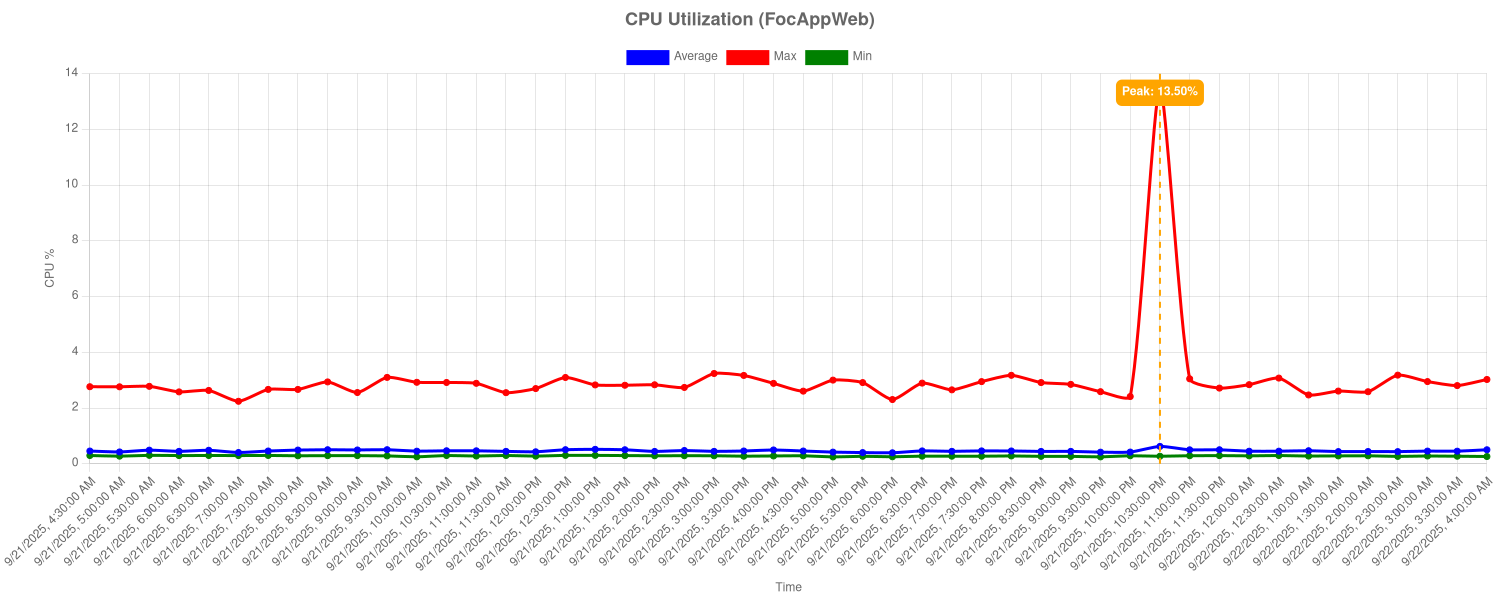 CPU Utilization (FocAppWeb)
Average Max Min
Peak: 13.50%
14
12
10
8
6
4
2
0
CPU %
9/21/2025, 4:30:00 AM
9/21/2025, 5:00:00 AM
9/21/2025, 5:30:00 AM
9/21/2025, 6:00:00 AM
9/21/2025, 6:30:00 AM
9/21/2025, 7:00:00 AM
9/21/2025, 7:30:00 AM
9/21/2025, 8:00:00 AM
9/21/2025, 8:30:00 AM
9/21/2025, 9:00:00 AM
9/21/2025, 9:30:00 AM
9/21/2025, 10:00:00 AM
9/21/2025, 10:30:00 AM
9/21/2025, 11:00:00 AM
9/21/2025, 11:30:00 AM
9/21/2025, 12:00:00 PM
9/21/2025, 12:30:00 PM
9/21/2025, 1:00:00 PM
9/21/2025, 1:30:00 PM
9/21/2025, 2:00:00 PM
9/21/2025, 2:30:00 PM
9/21/2025, 3:00:00 PM
9/21/2025, 3:30:00 PM
9/21/2025, 4:00:00 PM
9/21/2025, 4:30:00 PM
9/21/2025, 5:00:00 PM
9/21/2025, 5:30:00 PM
9/21/2025, 6:00:00 PM
9/21/2025, 6:30:00 PM
9/21/2025, 7:00:00 PM
9/21/2025, 7:30:00 PM
9/21/2025, 8:00:00 PM
9/21/2025, 8:30:00 PM
9/21/2025, 9:00:00 PM
9/21/2025, 9:30:00 PM
9/21/2025, 10:00:00 PM
9/21/2025, 10:30:00 PM
9/21/2025, 11:00:00 PM
9/21/2025, 11:30:00 PM
9/22/2025, 12:00:00 AM
9/22/2025, 12:30:00 AM
9/22/2025, 1:00:00 AM
9/22/2025, 1:30:00 AM
9/22/2025, 2:00:00 AM
9/22/2025, 2:30:00 AM
9/22/2025, 3:00:00 AM
9/22/2025, 3:30:00 AM
9/22/2025, 4:00:00 AM
Time